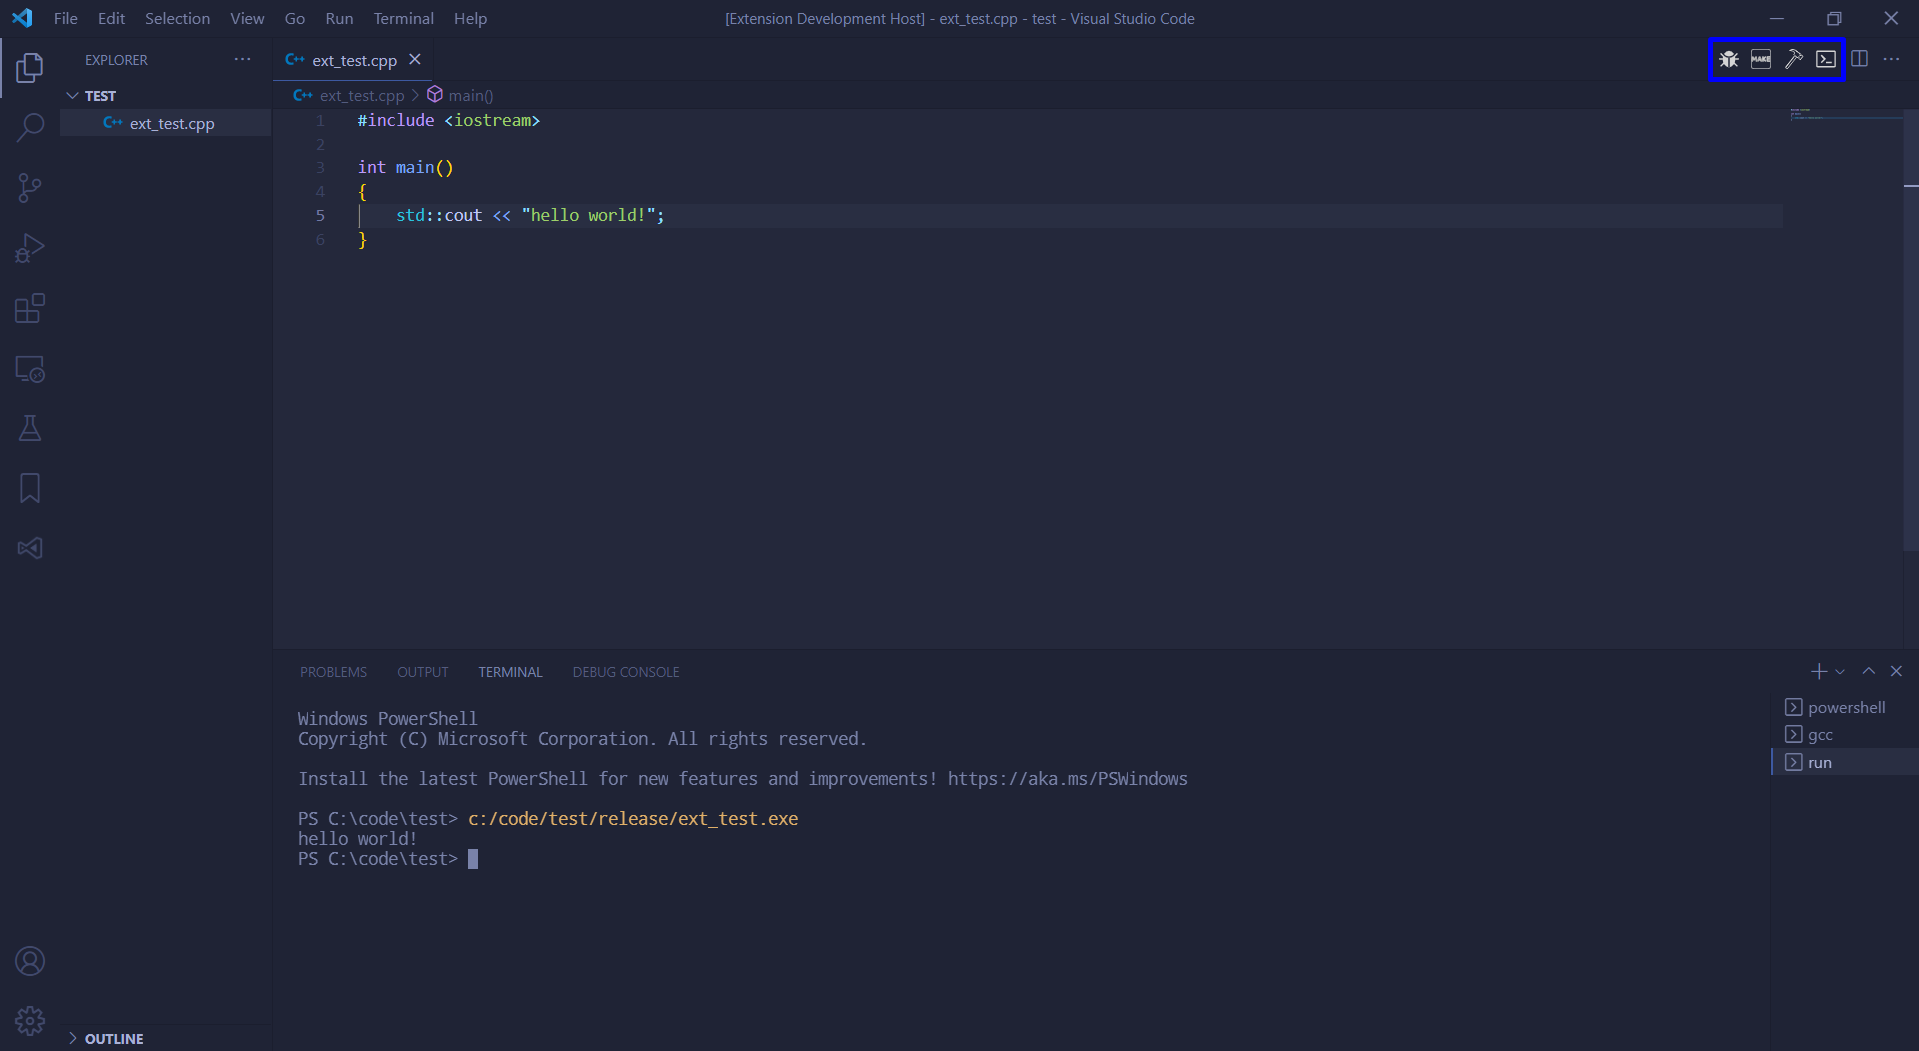 File Edit Selection View Go Run Terminal Help
[Extension Development Host] - ext_test.cpp - test - Visual Studio Code
EXPLORER
TEST
C++ ext_test.cpp
OUTLINE
C++ ext_test.cpp
MAKE
C++ ext_test.cpp > main()
1 #include <iostream>
2
3 int main()
4 {
5 std::cout << "hello world!";
6 }
PROBLEMS OUTPUT TERMINAL DEBUG CONSOLE
Windows PowerShell
Copyright (C) Microsoft Corporation. All rights reserved.
Install the latest PowerShell for new features and improvements! https://aka.ms/PSWindows
PS C:\code\test> c:/code/test/release/ext_test.exe
hello world!
PS C:\code\test>
powershell
gcc
run